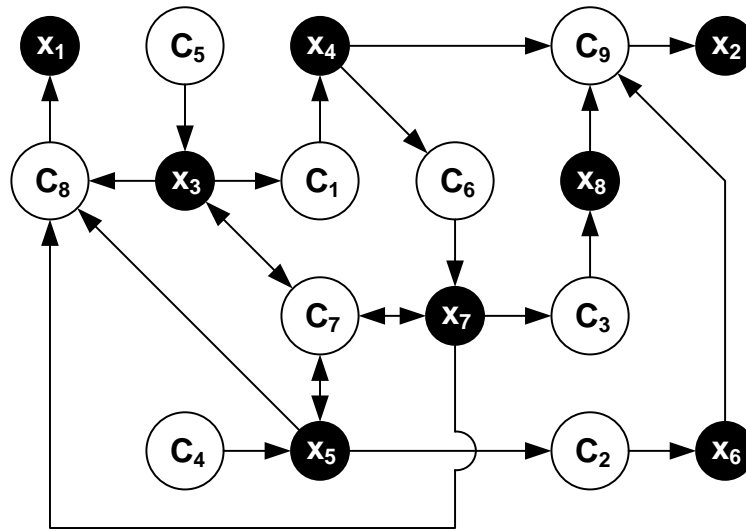 x₁ C₅ x₄ C₉ x₂
C₈ x₃ C₁ C₆ x₈
C₇ x₇ C₃
C₄ x₅ C₂ x₆